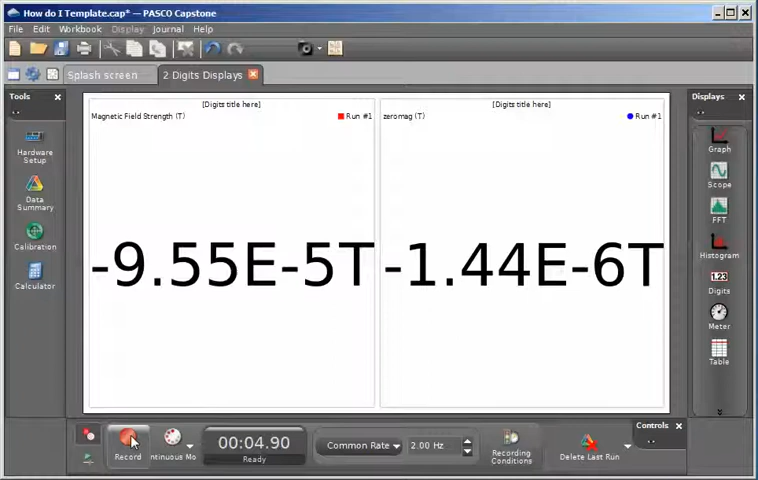 How do I Template.cap* — PASCO Capstone
File Edit Workbook Display Journal Help
Splash screen
2 Digits Displays
Tools
Hardware
Setup
Data
Summary
Calibration
Calculator
[Digits title here]
Magnetic Field Strength (T)
Run #1
-9.55E-5T
[Digits title here]
zeromag (T)
Run #1
-1.44E-6T
Displays
Graph
Scope
FFT
Histogram
1.23
Digits
Meter
Table
Record
ntinuous Mo
00:04.90
Ready
Common Rate
2.00 Hz
Recording
Conditions
Delete Last Run
Controls